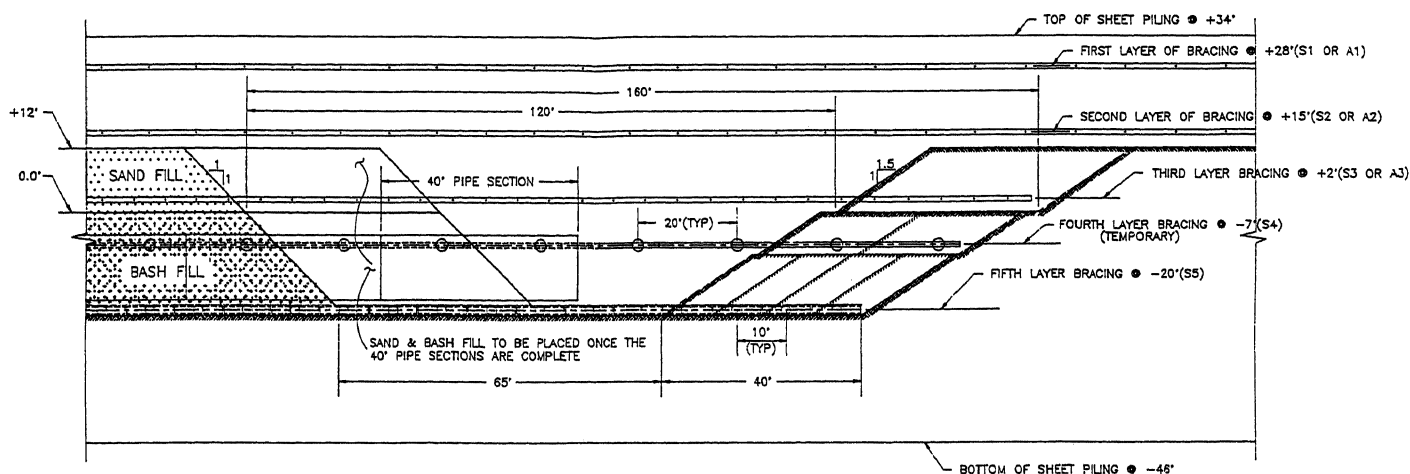 TOP OF SHEET PILING @ +34'
FIRST LAYER OF BRACING @ +28'(S1 OR A1)
160'
120'
+12'
SECOND LAYER OF BRACING @ +15'(S2 OR A2)
SAND FILL
1
1
1.5
1
40' PIPE SECTION
0.0'
THIRD LAYER BRACING @ +2'(S3 OR A3)
20'(TYP)
FOURTH LAYER BRACING @ -7'(S4)
(TEMPORARY)
BASH FILL
FIFTH LAYER BRACING @ -20'(S5)
10'
(TYP)
SAND & BASH FILL TO BE PLACED ONCE THE
40' PIPE SECTIONS ARE COMPLETE
65'
40'
BOTTOM OF SHEET PILING @ -46'